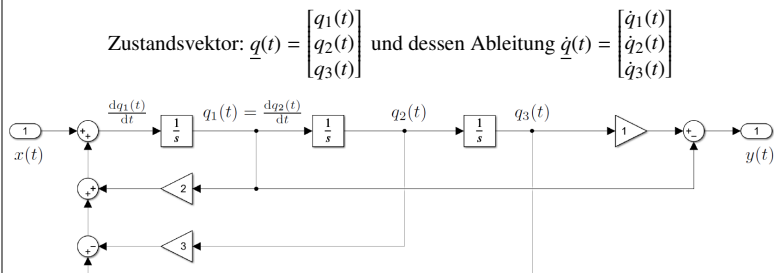 Zustandsvektor: q(t) = [q₁(t) q₂(t) q₃(t)] und dessen Ableitung q̇(t) = [q̇₁(t) q̇₂(t) q̇₃(t)]
dq₁(t)/dt q₁(t) = dq₂(t)/dt q₂(t) q₃(t)
1 + + 1/s 1/s 1/s 1 + − 1
x(t) y(t)
+ + 2
+ − 3